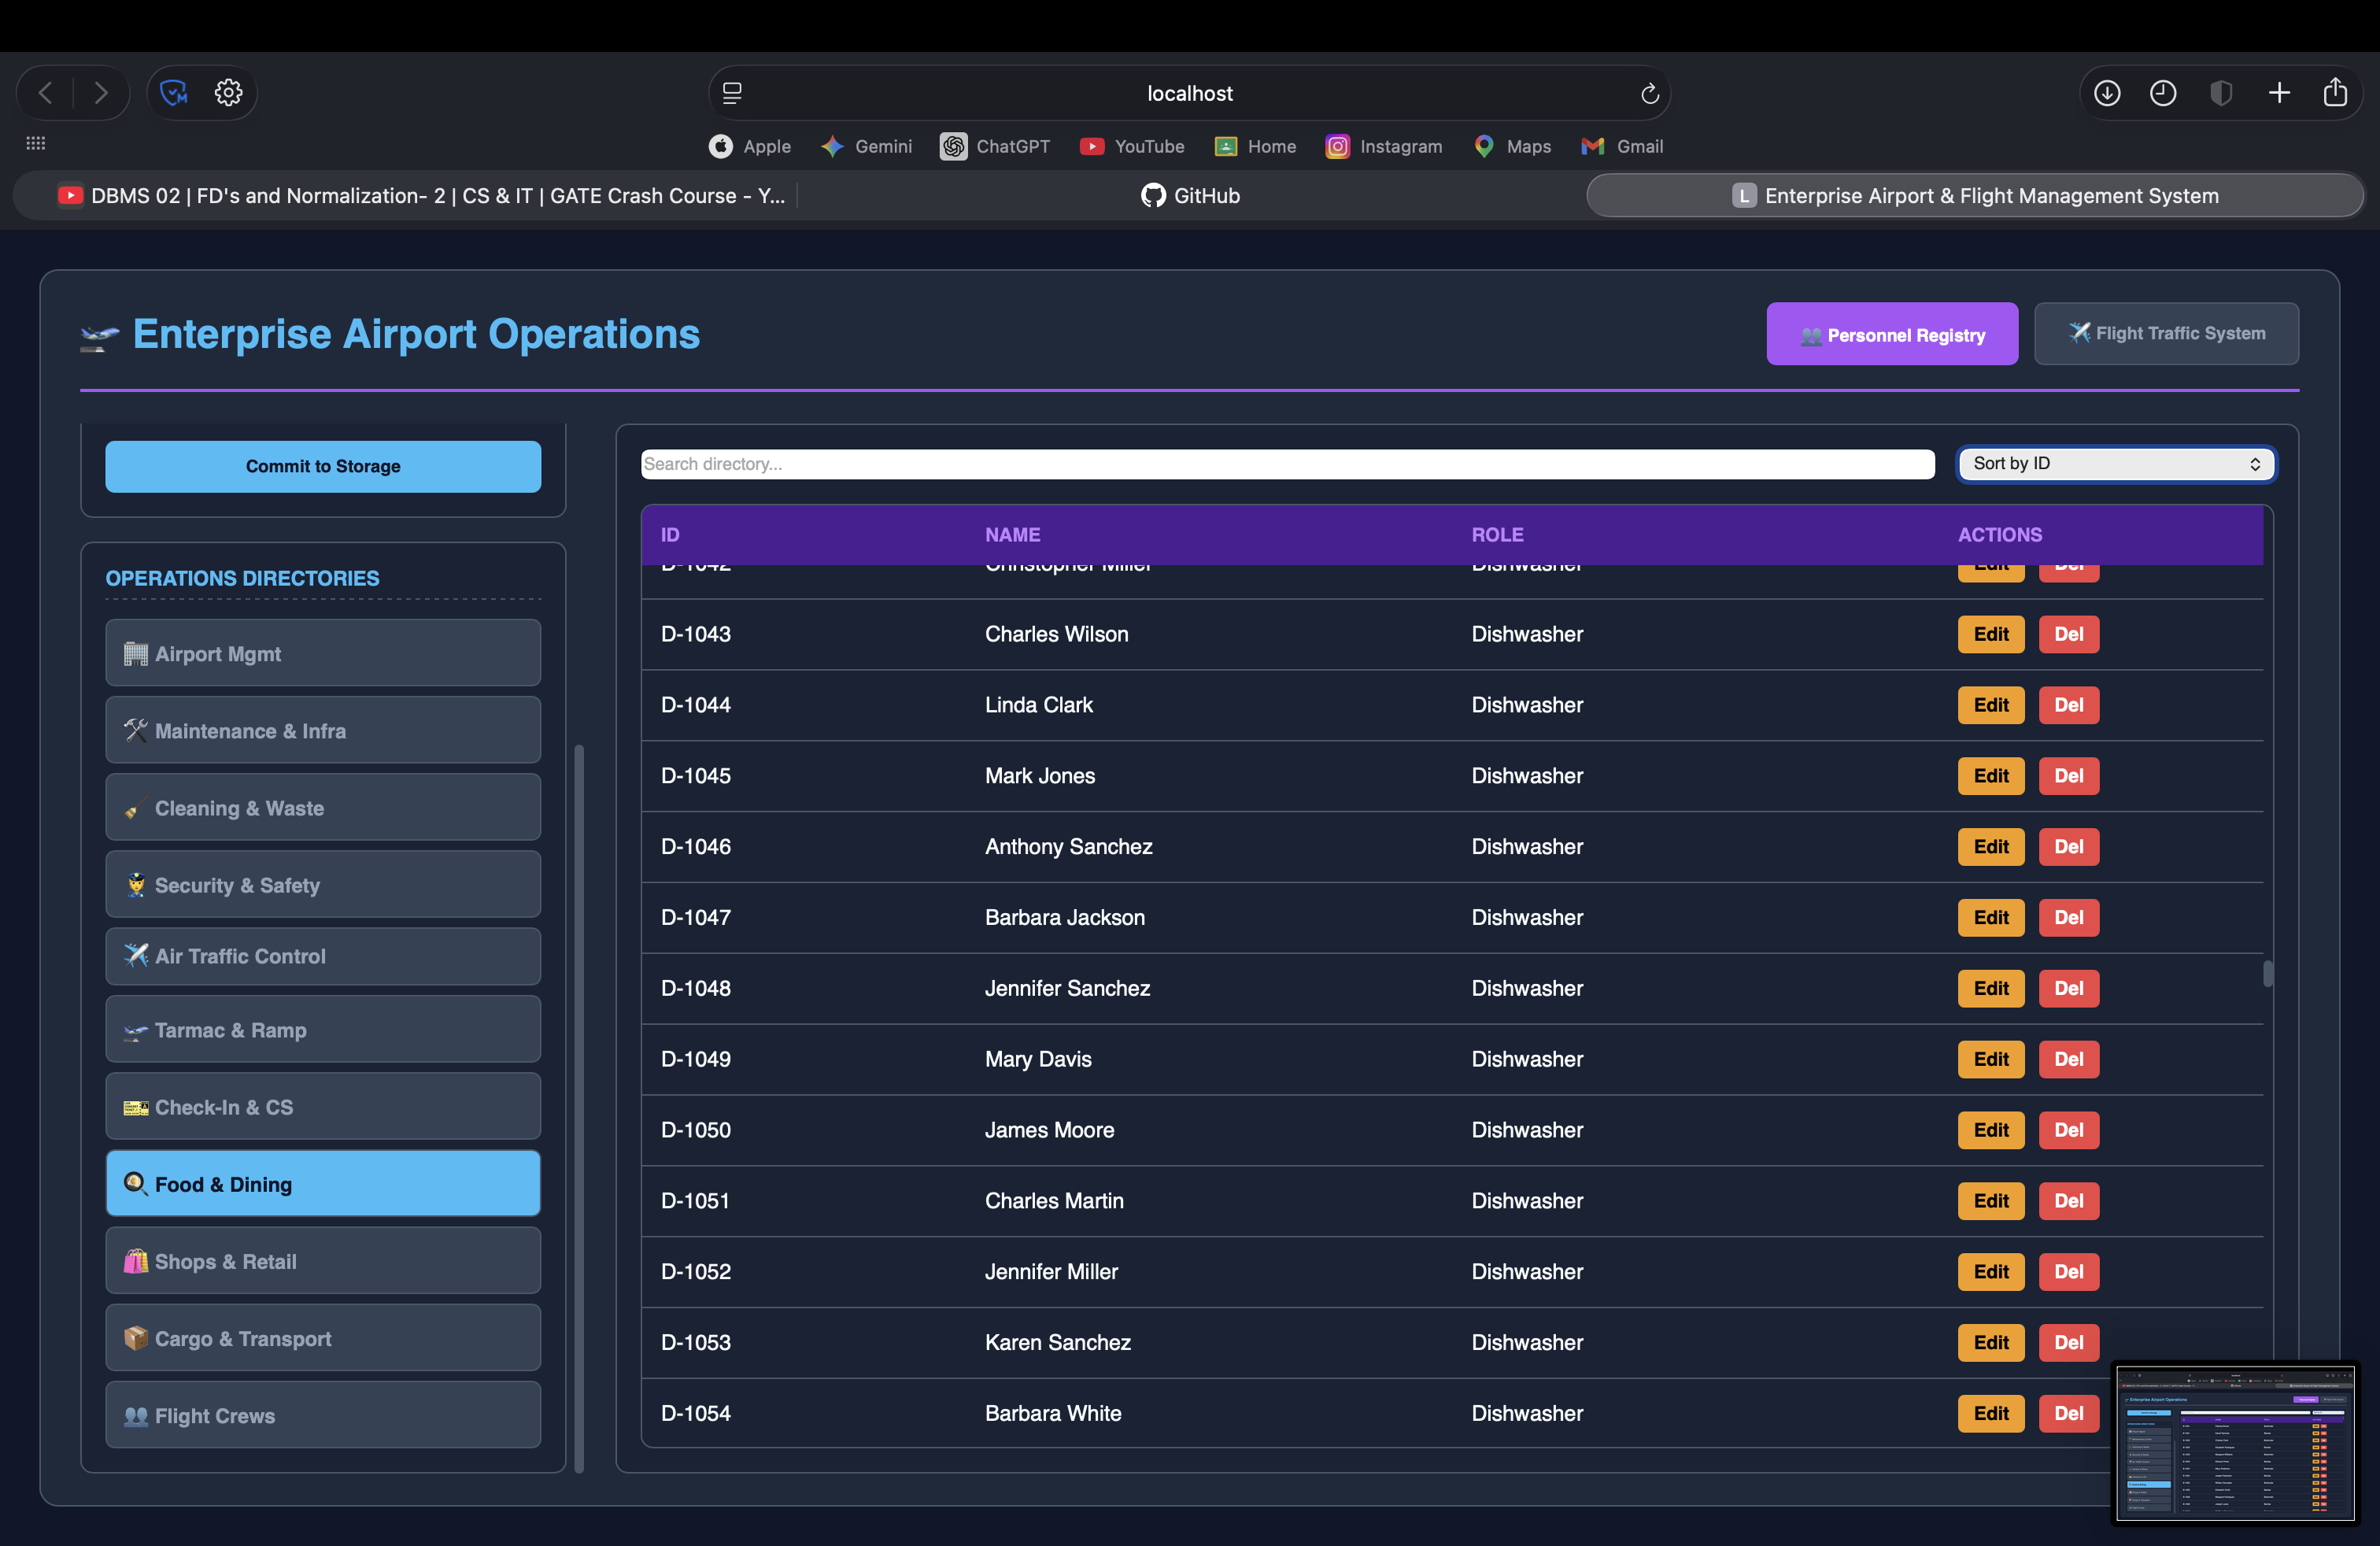 localhost
Apple Gemini ChatGPT YouTube Home Instagram Maps Gmail
DBMS 02 | FD's and Normalization- 2 | CS & IT | GATE Crash Course - Y... GitHub L Enterprise Airport & Flight Management System
Enterprise Airport Operations
Personnel Registry
Flight Traffic System
Commit to Storage
OPERATIONS DIRECTORIES
Airport Mgmt
Maintenance & Infra
Cleaning & Waste
Security & Safety
Air Traffic Control
Tarmac & Ramp
Check-In & CS
Food & Dining
Shops & Retail
Cargo & Transport
Flight Crews
Search directory...
Sort by ID
ID NAME ROLE ACTIONS
D-1042 Christopher Miller Dishwasher Edit Del
D-1043 Charles Wilson Dishwasher Edit Del
D-1044 Linda Clark Dishwasher Edit Del
D-1045 Mark Jones Dishwasher Edit Del
D-1046 Anthony Sanchez Dishwasher Edit Del
D-1047 Barbara Jackson Dishwasher Edit Del
D-1048 Jennifer Sanchez Dishwasher Edit Del
D-1049 Mary Davis Dishwasher Edit Del
D-1050 James Moore Dishwasher Edit Del
D-1051 Charles Martin Dishwasher Edit Del
D-1052 Jennifer Miller Dishwasher Edit Del
D-1053 Karen Sanchez Dishwasher Edit Del
D-1054 Barbara White Dishwasher Edit Del